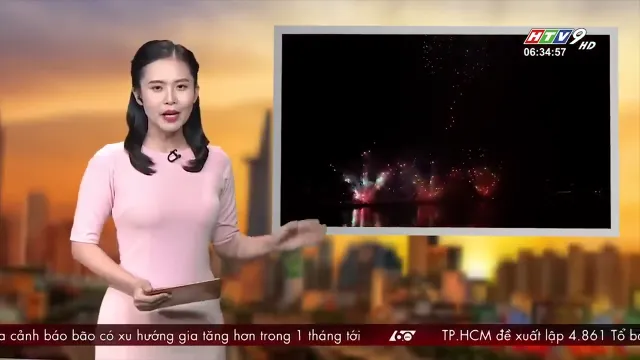 HTV9 HD
06:34:57
a cảnh báo bão có xu hướng gia tăng hơn trong 1 tháng tới
TP.HCM đề xuất lập 4.861 Tổ b